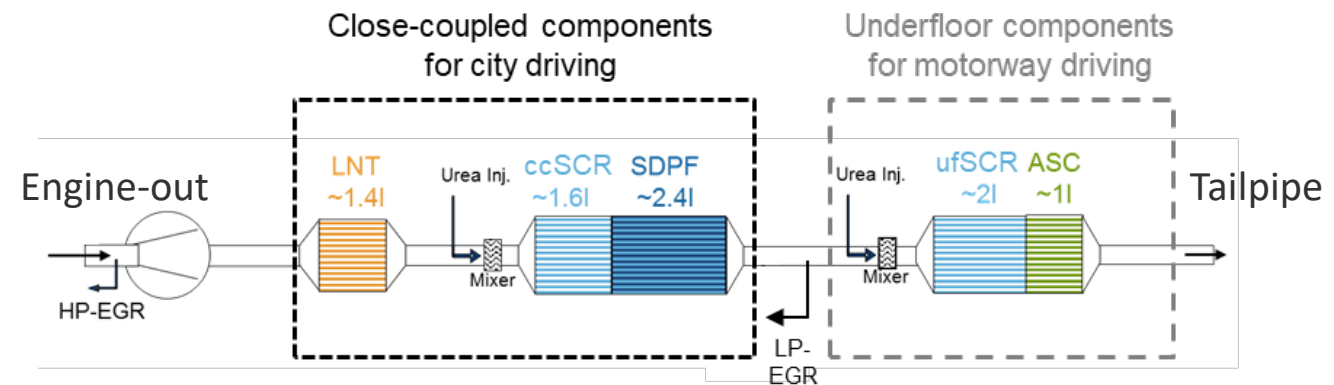 Close-coupled components
for city driving
Underfloor components
for motorway driving
Engine-out
HP-EGR
LNT
~1.4l
Urea Inj.
Mixer
ccSCR
~1.6l
SDPF
~2.4l
LP-
EGR
Urea Inj.
Mixer
ufSCR
~2l
ASC
~1l
Tailpipe